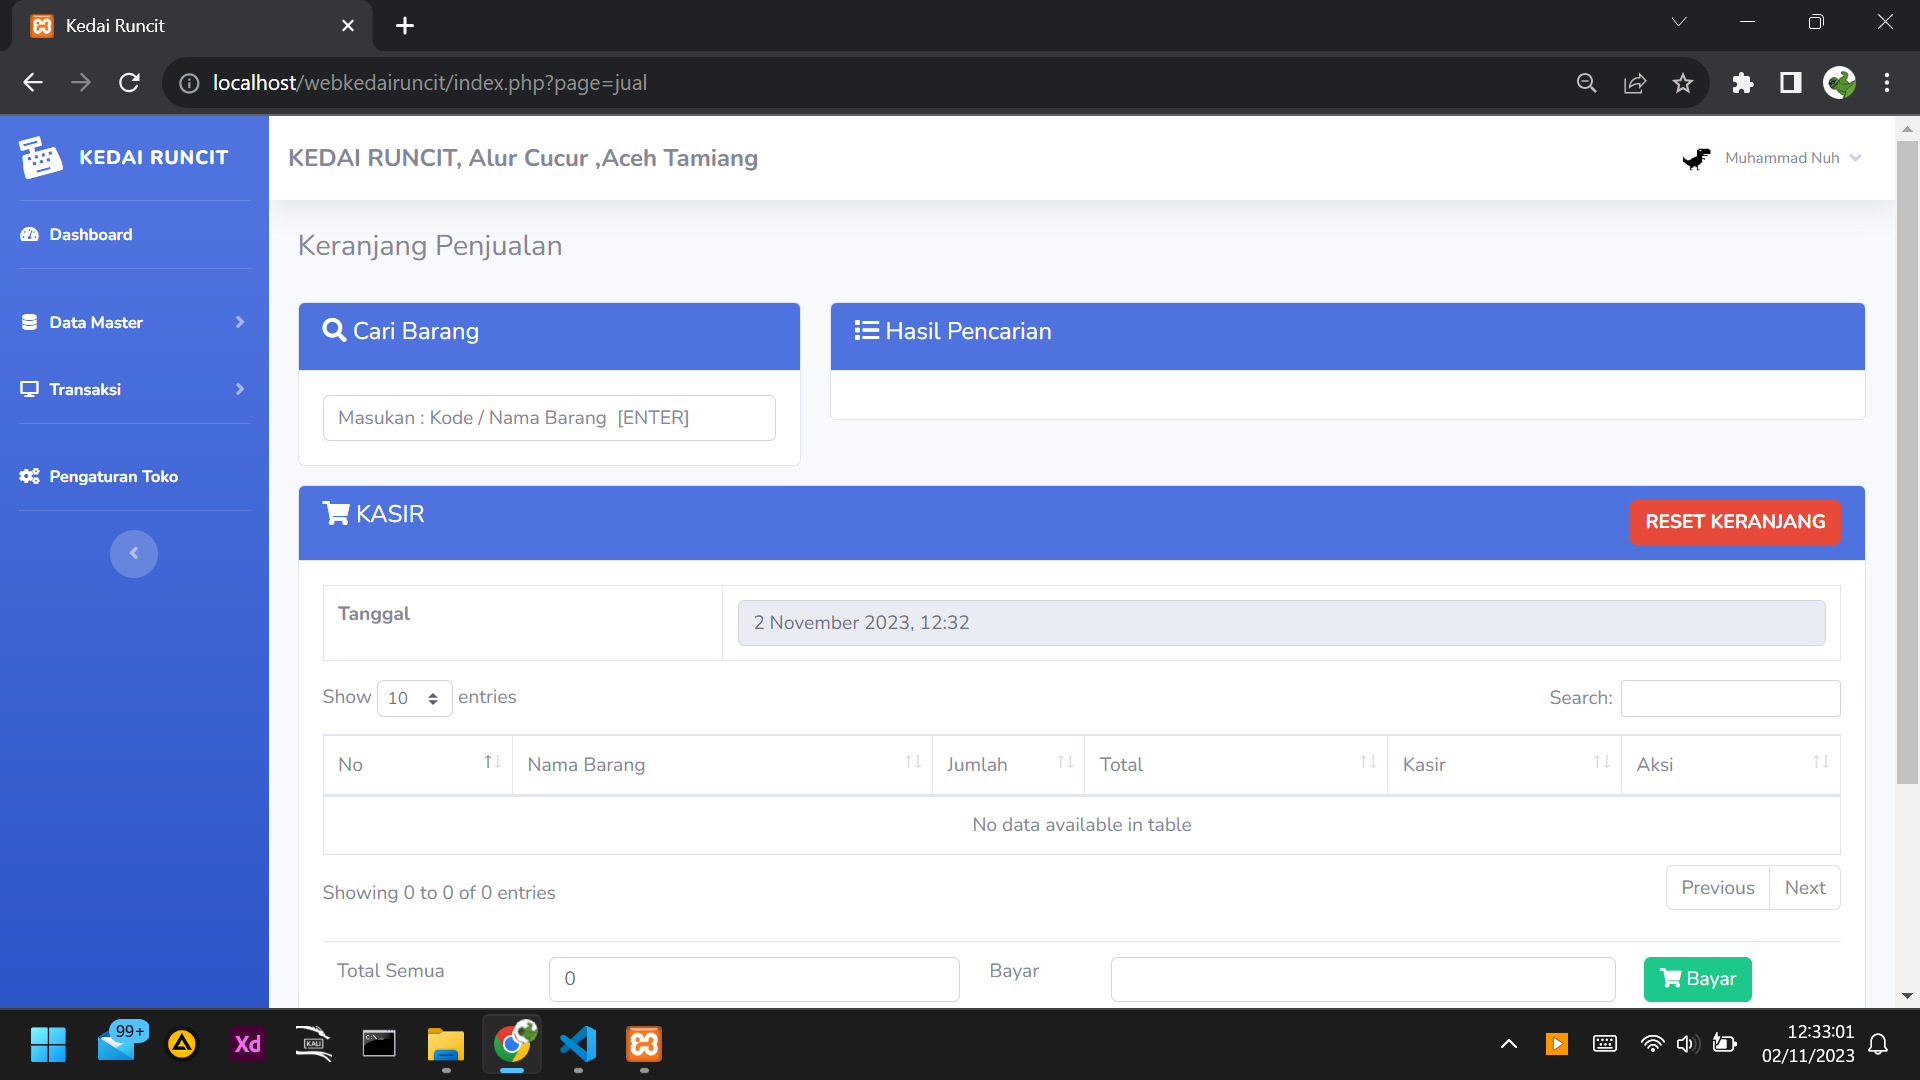 Kedai Runcit
localhost/webkedairuncit/index.php?page=jual
KEDAI RUNCIT
KEDAI RUNCIT, Alur Cucur ,Aceh Tamiang
Muhammad Nuh
Dashboard
Data Master
Transaksi
Pengaturan Toko
Keranjang Penjualan
Cari Barang
Masukan : Kode / Nama Barang [ENTER]
Hasil Pencarian
KASIR
RESET KERANJANG
Tanggal
2 November 2023, 12:32
Show 10 entries
Search:
No Nama Barang Jumlah Total Kasir Aksi
No data available in table
Showing 0 to 0 of 0 entries
Previous Next
Total Semua 0 Bayar Bayar
99+
Xd
KALI
12:33:01
02/11/2023